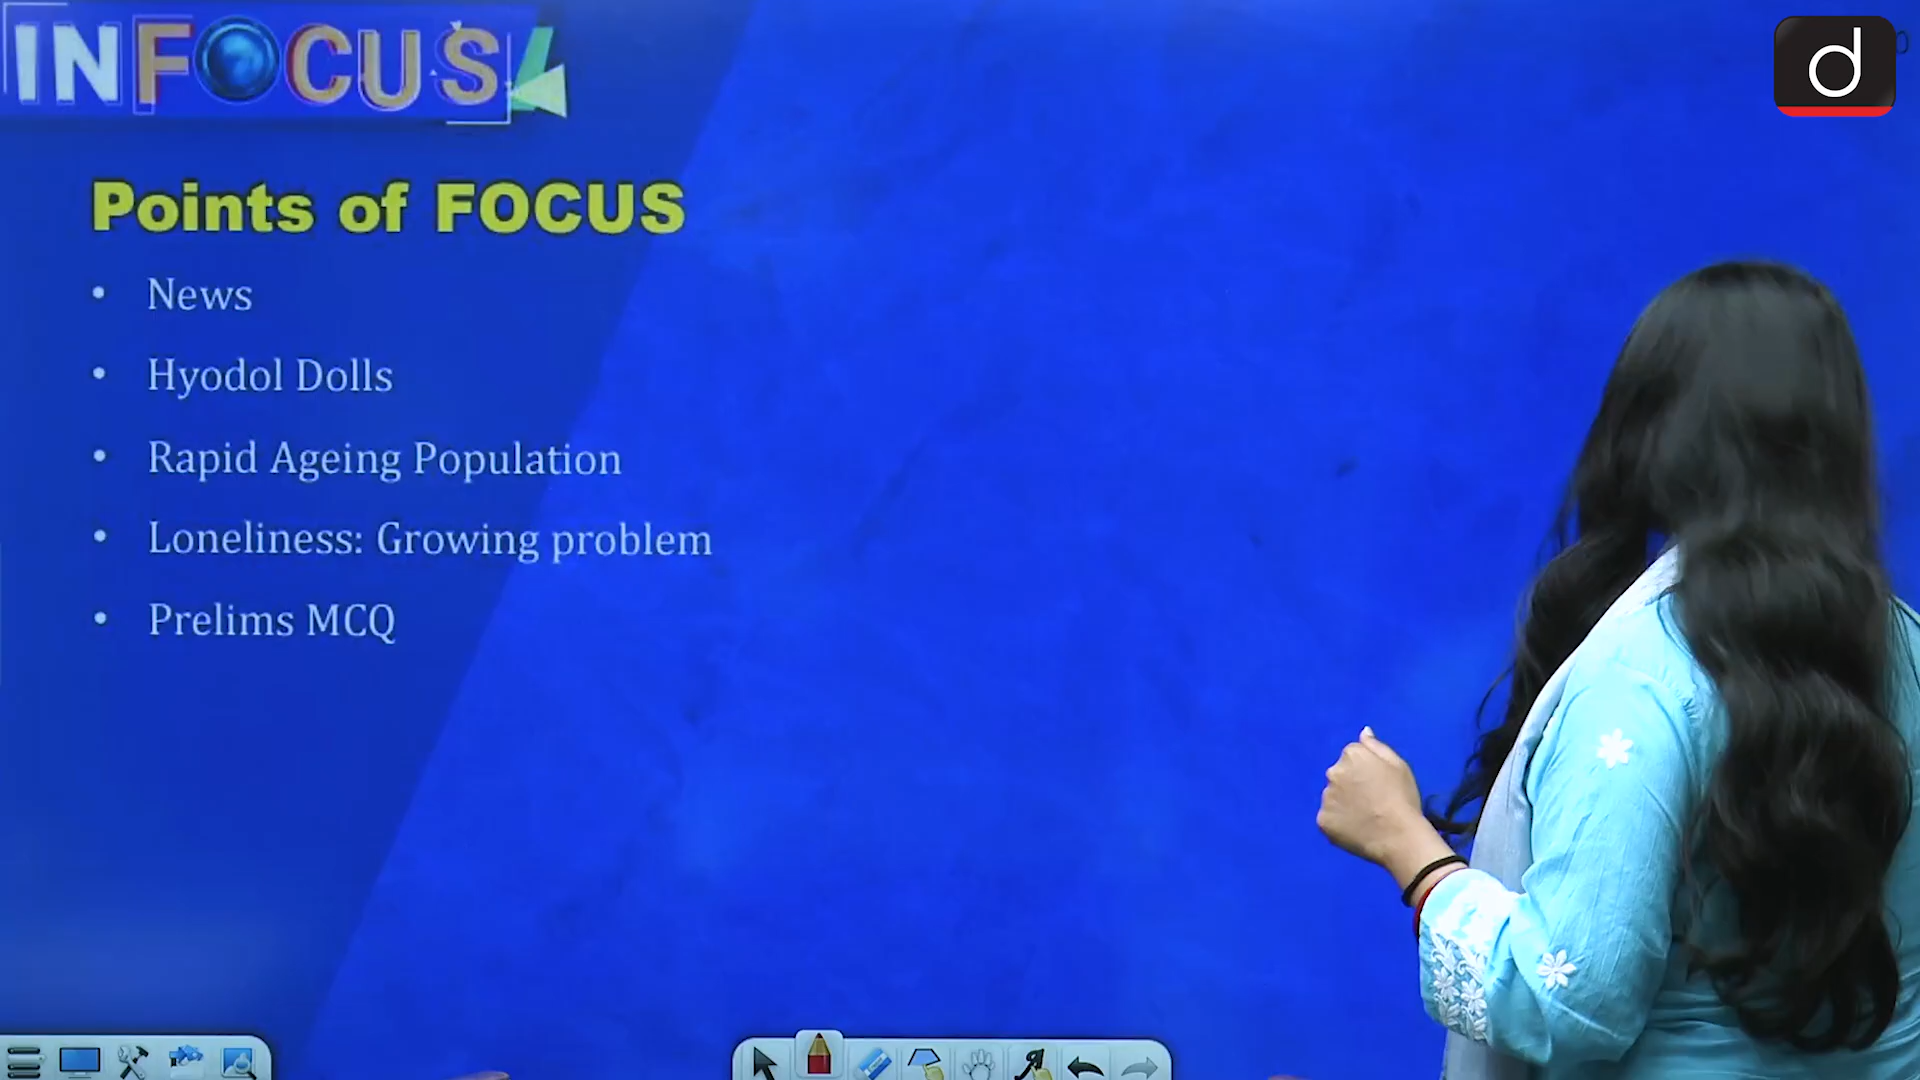 INFOCUS
d
Points of FOCUS
• News
• Hyodol Dolls
• Rapid Ageing Population
• Loneliness: Growing problem
• Prelims MCQ